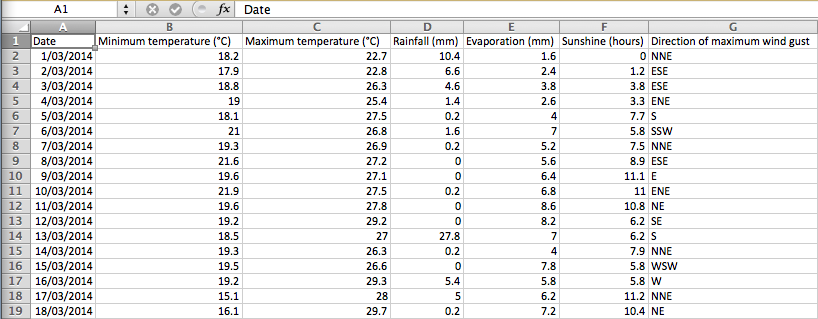 A1 fx Date
A B C D E F G
1 Date Minimum temperature (°C) Maximum temperature (°C) Rainfall (mm) Evaporation (mm) Sunshine (hours) Direction of maximum wind gust
2 1/03/2014 18.2 22.7 10.4 1.6 0 NNE
3 2/03/2014 17.9 22.8 6.6 2.4 1.2 ESE
4 3/03/2014 18.8 26.3 4.6 3.8 3.8 ESE
5 4/03/2014 19 25.4 1.4 2.6 3.3 ENE
6 5/03/2014 18.1 27.5 0.2 4 7.7 S
7 6/03/2014 21 26.8 1.6 7 5.8 SSW
8 7/03/2014 19.3 26.9 0.2 5.2 7.5 NNE
9 8/03/2014 21.6 27.2 0 5.6 8.9 ESE
10 9/03/2014 19.6 27.1 0 6.4 11.1 E
11 10/03/2014 21.9 27.5 0.2 6.8 11 ENE
12 11/03/2014 19.6 27.8 0 8.6 10.8 NE
13 12/03/2014 19.2 29.2 0 8.2 6.2 SE
14 13/03/2014 18.5 27 27.8 7 6.2 S
15 14/03/2014 19.3 26.3 0.2 4 7.9 NNE
16 15/03/2014 19.5 26.6 0 7.8 5.8 WSW
17 16/03/2014 19.2 29.3 5.4 5.8 5.8 W
18 17/03/2014 15.1 28 5 6.2 11.2 NNE
19 18/03/2014 16.1 29.7 0.2 7.2 10.4 NE